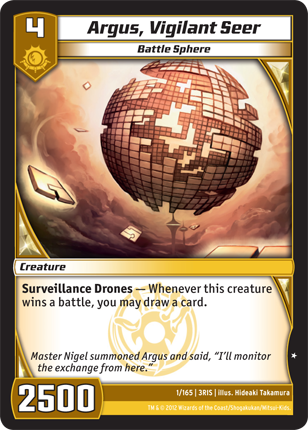 4
Argus, Vigilant Seer
Battle Sphere
Creature
Surveillance Drones — Whenever this creature
wins a battle, you may draw a card.
Master Nigel summoned Argus and said, “I’ll monitor
the exchange from here.”
2500
1/165 | 3RIS | illus. Hideaki Takamura
TM & © 2012 Wizards of the Coast/Shogakukan/Mitsui-Kids.